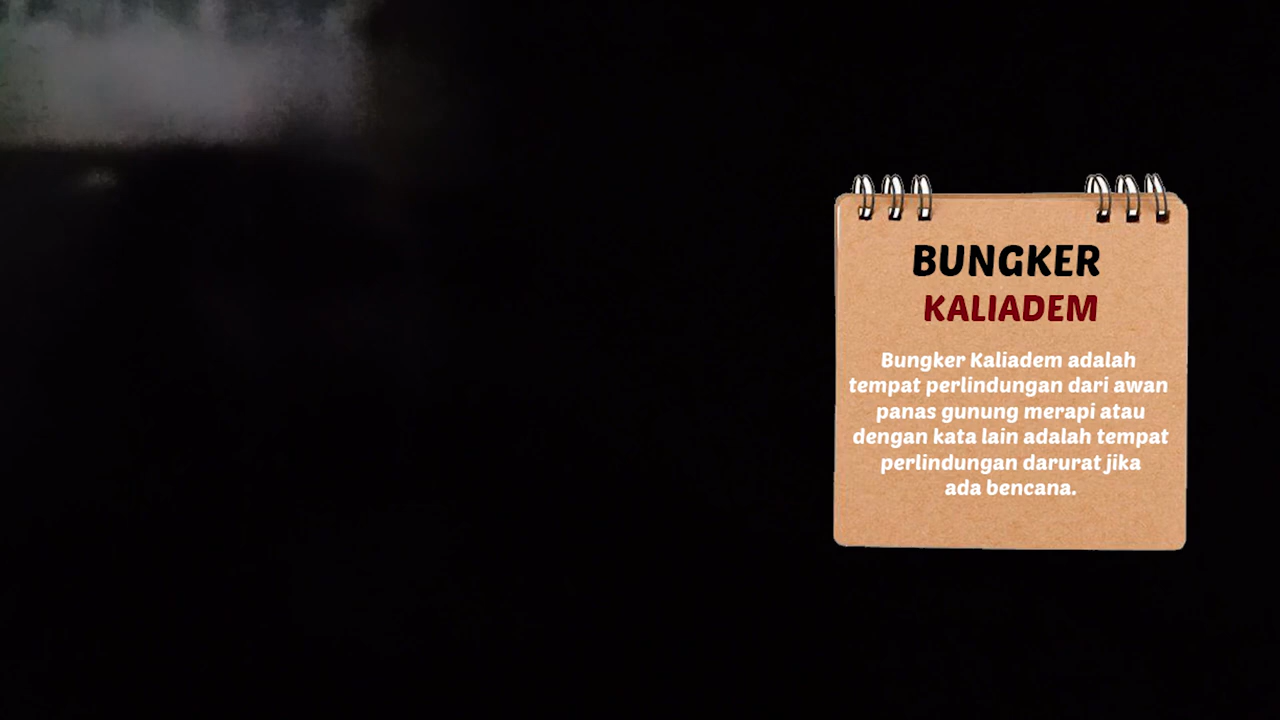 BUNGKER
KALIADEM
Bungker Kaliadem adalah
tempat perlindungan dari awan
panas gunung merapi atau
dengan kata lain adalah tempat
perlindungan darurat jika
ada bencana.